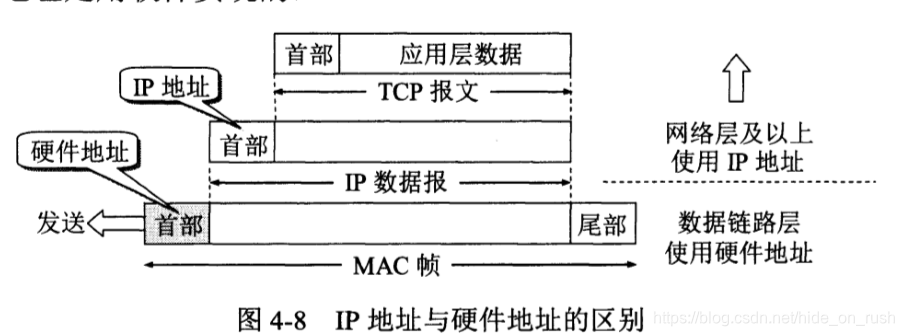 首部 应用层数据
IP 地址
TCP 报文
首部
网络层及以上
使用 IP 地址
硬件地址
IP 数据报
发送
首部
尾部
数据链路层
使用硬件地址
MAC 帧
图 4-8 IP 地址与硬件地址的区别
https://blog.csdn.net/hide_on_rush